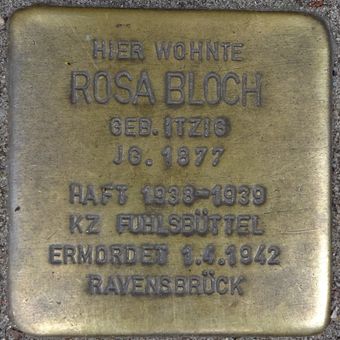 HIER WOHNTE
ROSA BLOCH
GEB. ITZIG
JG. 1877
HAFT 1938-1939
KZ FUHLSBÜTTEL
ERMORDET 1.4.1942
RAVENSBRÜCK